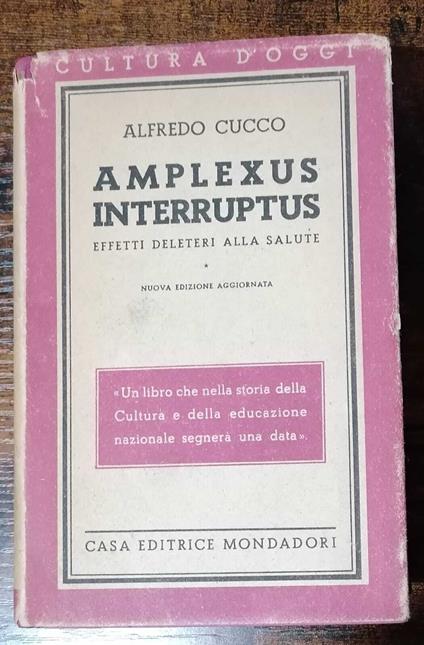 CULTURA D'OGGI
ALFREDO CUCCO
AMPLEXUS
INTERRUPTUS
EFFETTI DELETERI ALLA SALUTE
*
NUOVA EDIZIONE AGGIORNATA
«Un libro che nella storia della
Cultura e della educazione
nazionale segnerà una data».
CASA EDITRICE MONDADORI